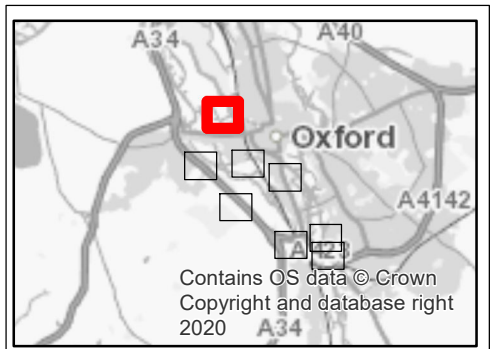 A34
A40
Oxford
A4142
A423
Contains OS data © Crown
Copyright and database right
2020
A34